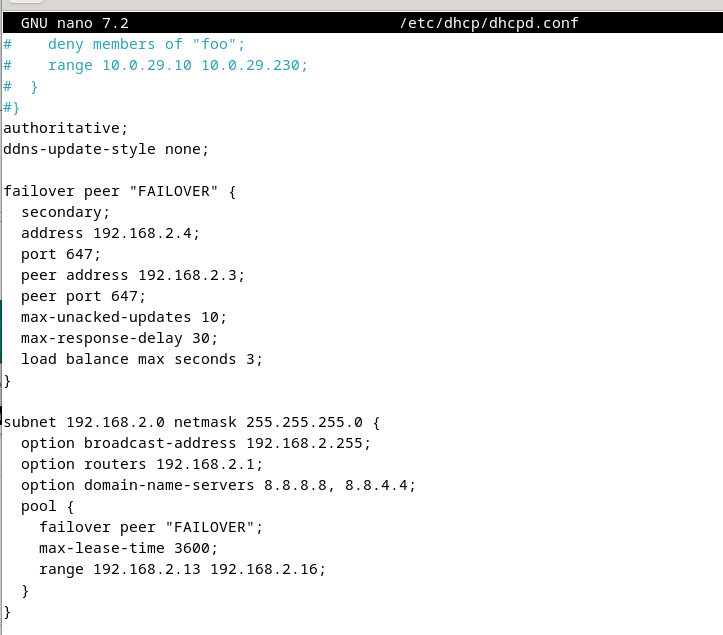 GNU nano 7.2 /etc/dhcp/dhcpd.conf
#    deny members of "foo";
#    range 10.0.29.10 10.0.29.230;
#  }
#}
authoritative;
ddns-update-style none;

failover peer "FAILOVER" {
  secondary;
  address 192.168.2.4;
  port 647;
  peer address 192.168.2.3;
  peer port 647;
  max-unacked-updates 10;
  max-response-delay 30;
  load balance max seconds 3;
}

subnet 192.168.2.0 netmask 255.255.255.0 {
  option broadcast-address 192.168.2.255;
  option routers 192.168.2.1;
  option domain-name-servers 8.8.8.8, 8.8.4.4;
  pool {
    failover peer "FAILOVER";
    max-lease-time 3600;
    range 192.168.2.13 192.168.2.16;
  }
}